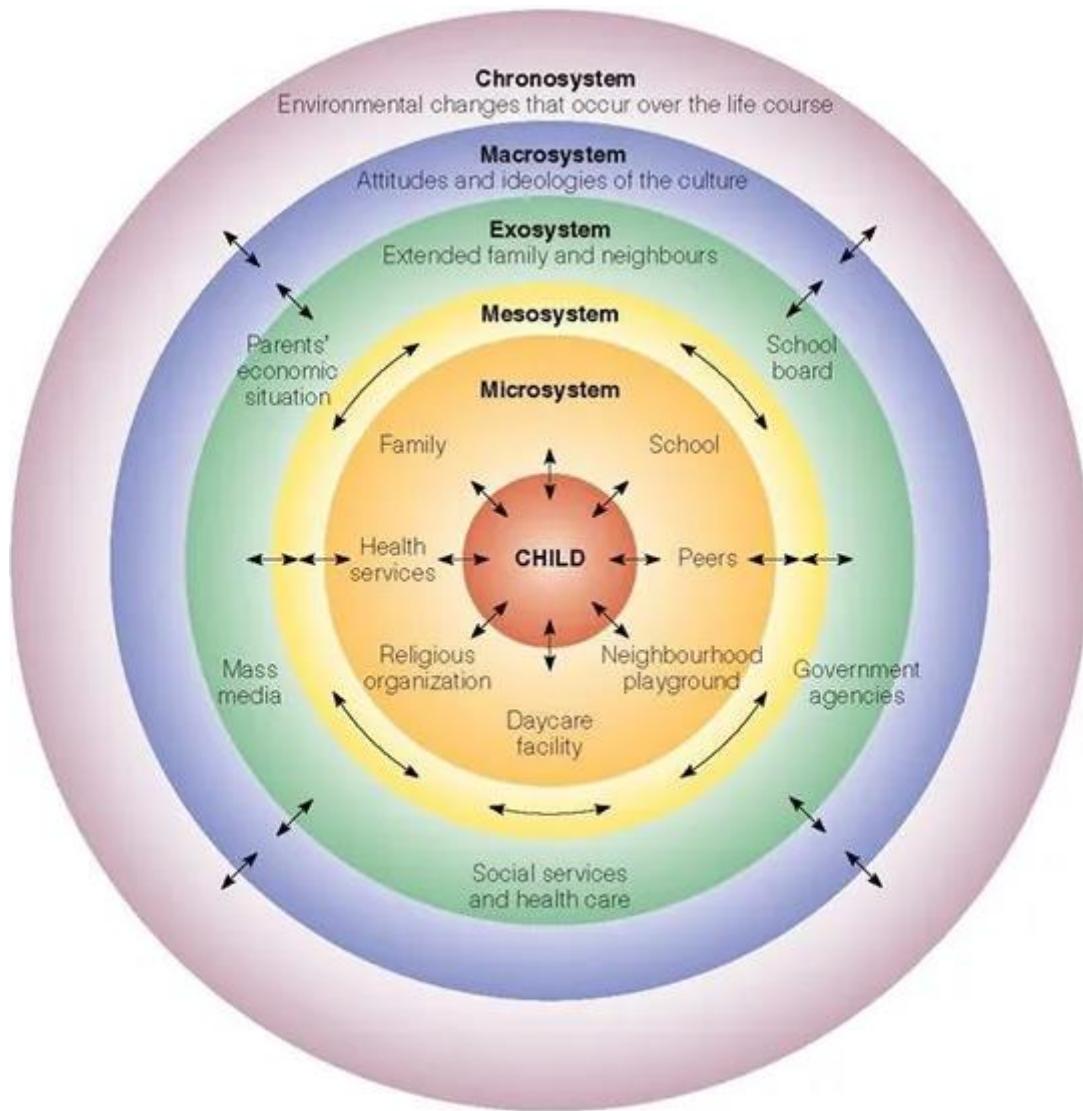 Chronosystem
Environmental changes that occur over the life course
Macrosystem
Attitudes and ideologies of the culture
Exosystem
Extended family and neighbours
Mesosystem
Parents'
economic
situation
School
board
Microsystem
Family
School
Health
services
CHILD
Peers
Religious
organization
Neighbourhood
playground
Mass
media
Government
agencies
Daycare
facility
Social services
and health care